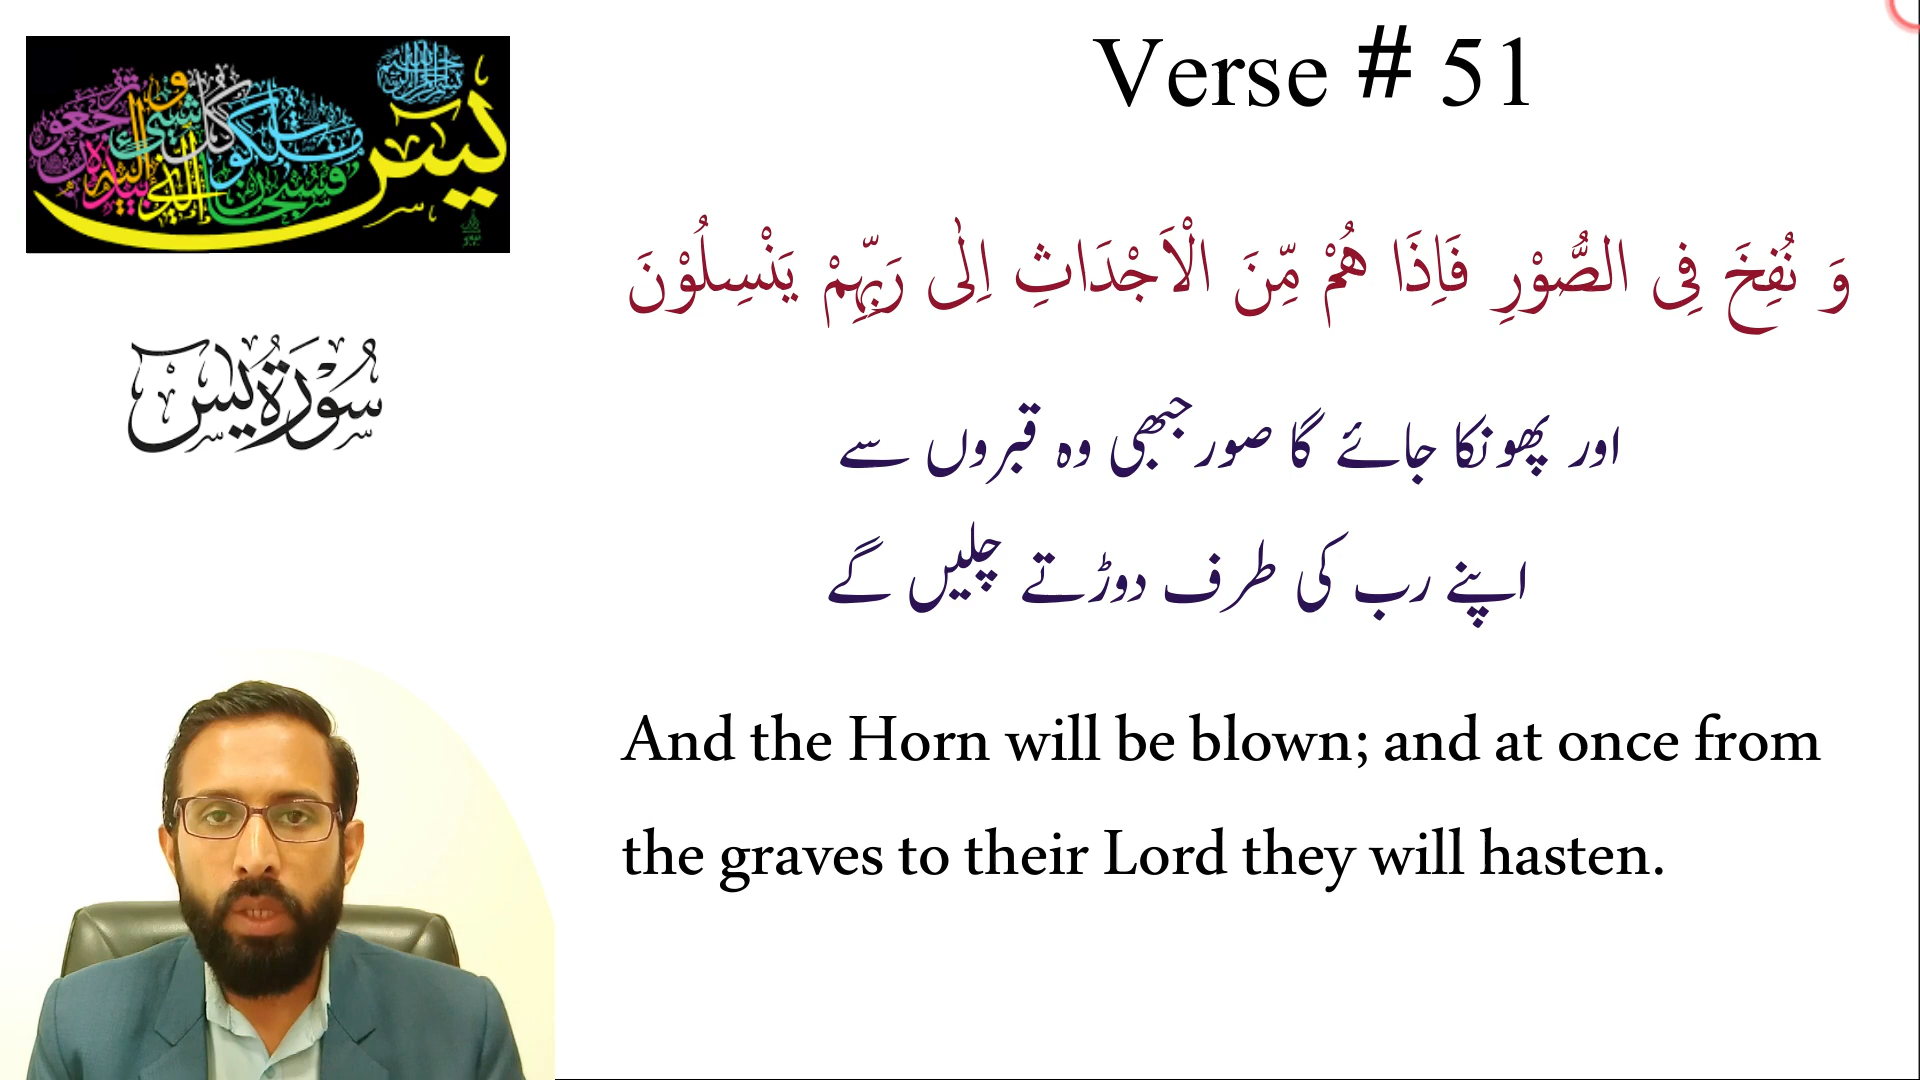 Verse # 51
وَ نُفِخَ فِی الصُّوْرِ فَاِذَا هُمْ مِّنَ الْاَجْدَاثِ اِلٰى رَبِّهِمْ یَنْسِلُوْنَ
سُوْرَةُ يٰسٓ
اور پھونکا جائے گا صور جبھی وہ قبروں سے
اپنے رب کی طرف دوڑتے چلیں گے
And the Horn will be blown; and at once from
the graves to their Lord they will hasten.